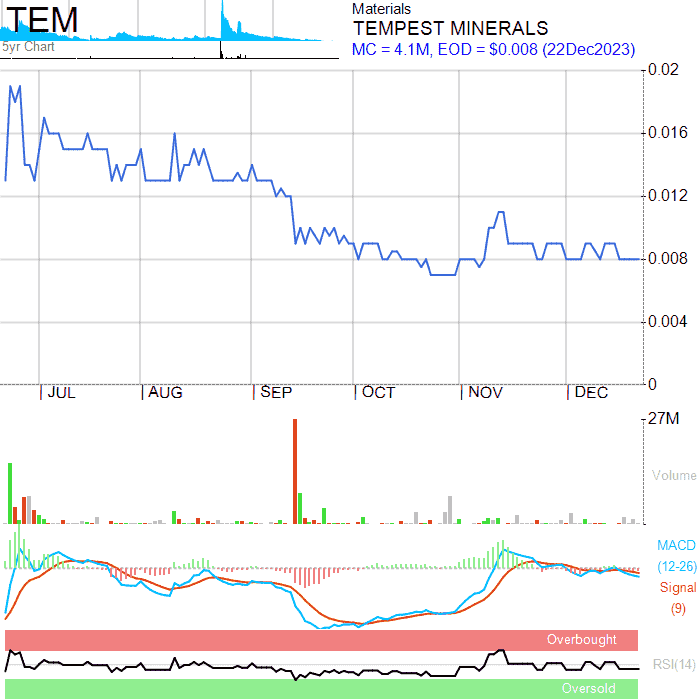 TEM
5yr Chart
Materials
TEMPEST MINERALS
MC = 4.1M, EOD = $0.008 (22Dec2023)
0.02
0.016
0.012
0.008
0.004
0
JUL AUG SEP OCT NOV DEC
27M
Volume
MACD
(12-26)
Signal
(9)
Overbought
RSI(14)
Oversold